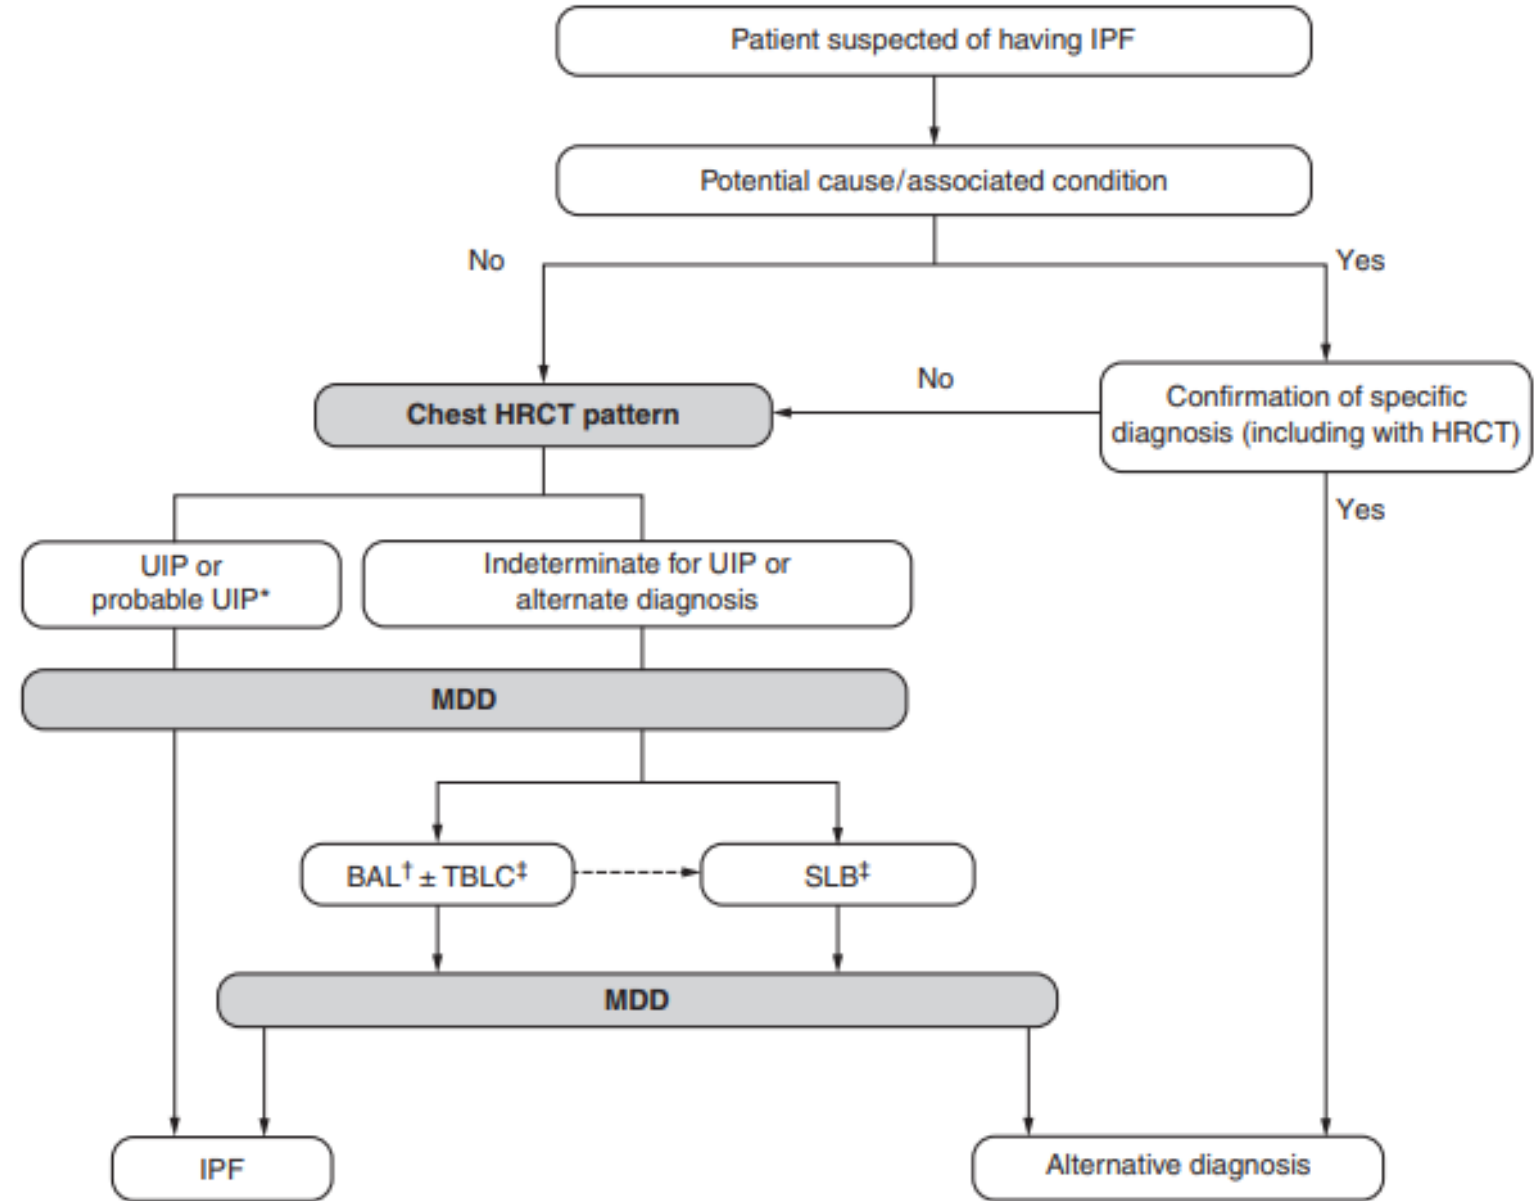 Patient suspected of having IPF
Potential cause/associated condition
No
Yes
No
Chest HRCT pattern
Confirmation of specific
diagnosis (including with HRCT)
Yes
UIP or
probable UIP*
Indeterminate for UIP or
alternate diagnosis
MDD
BAL† ± TBLC‡
SLB‡
MDD
IPF
Alternative diagnosis